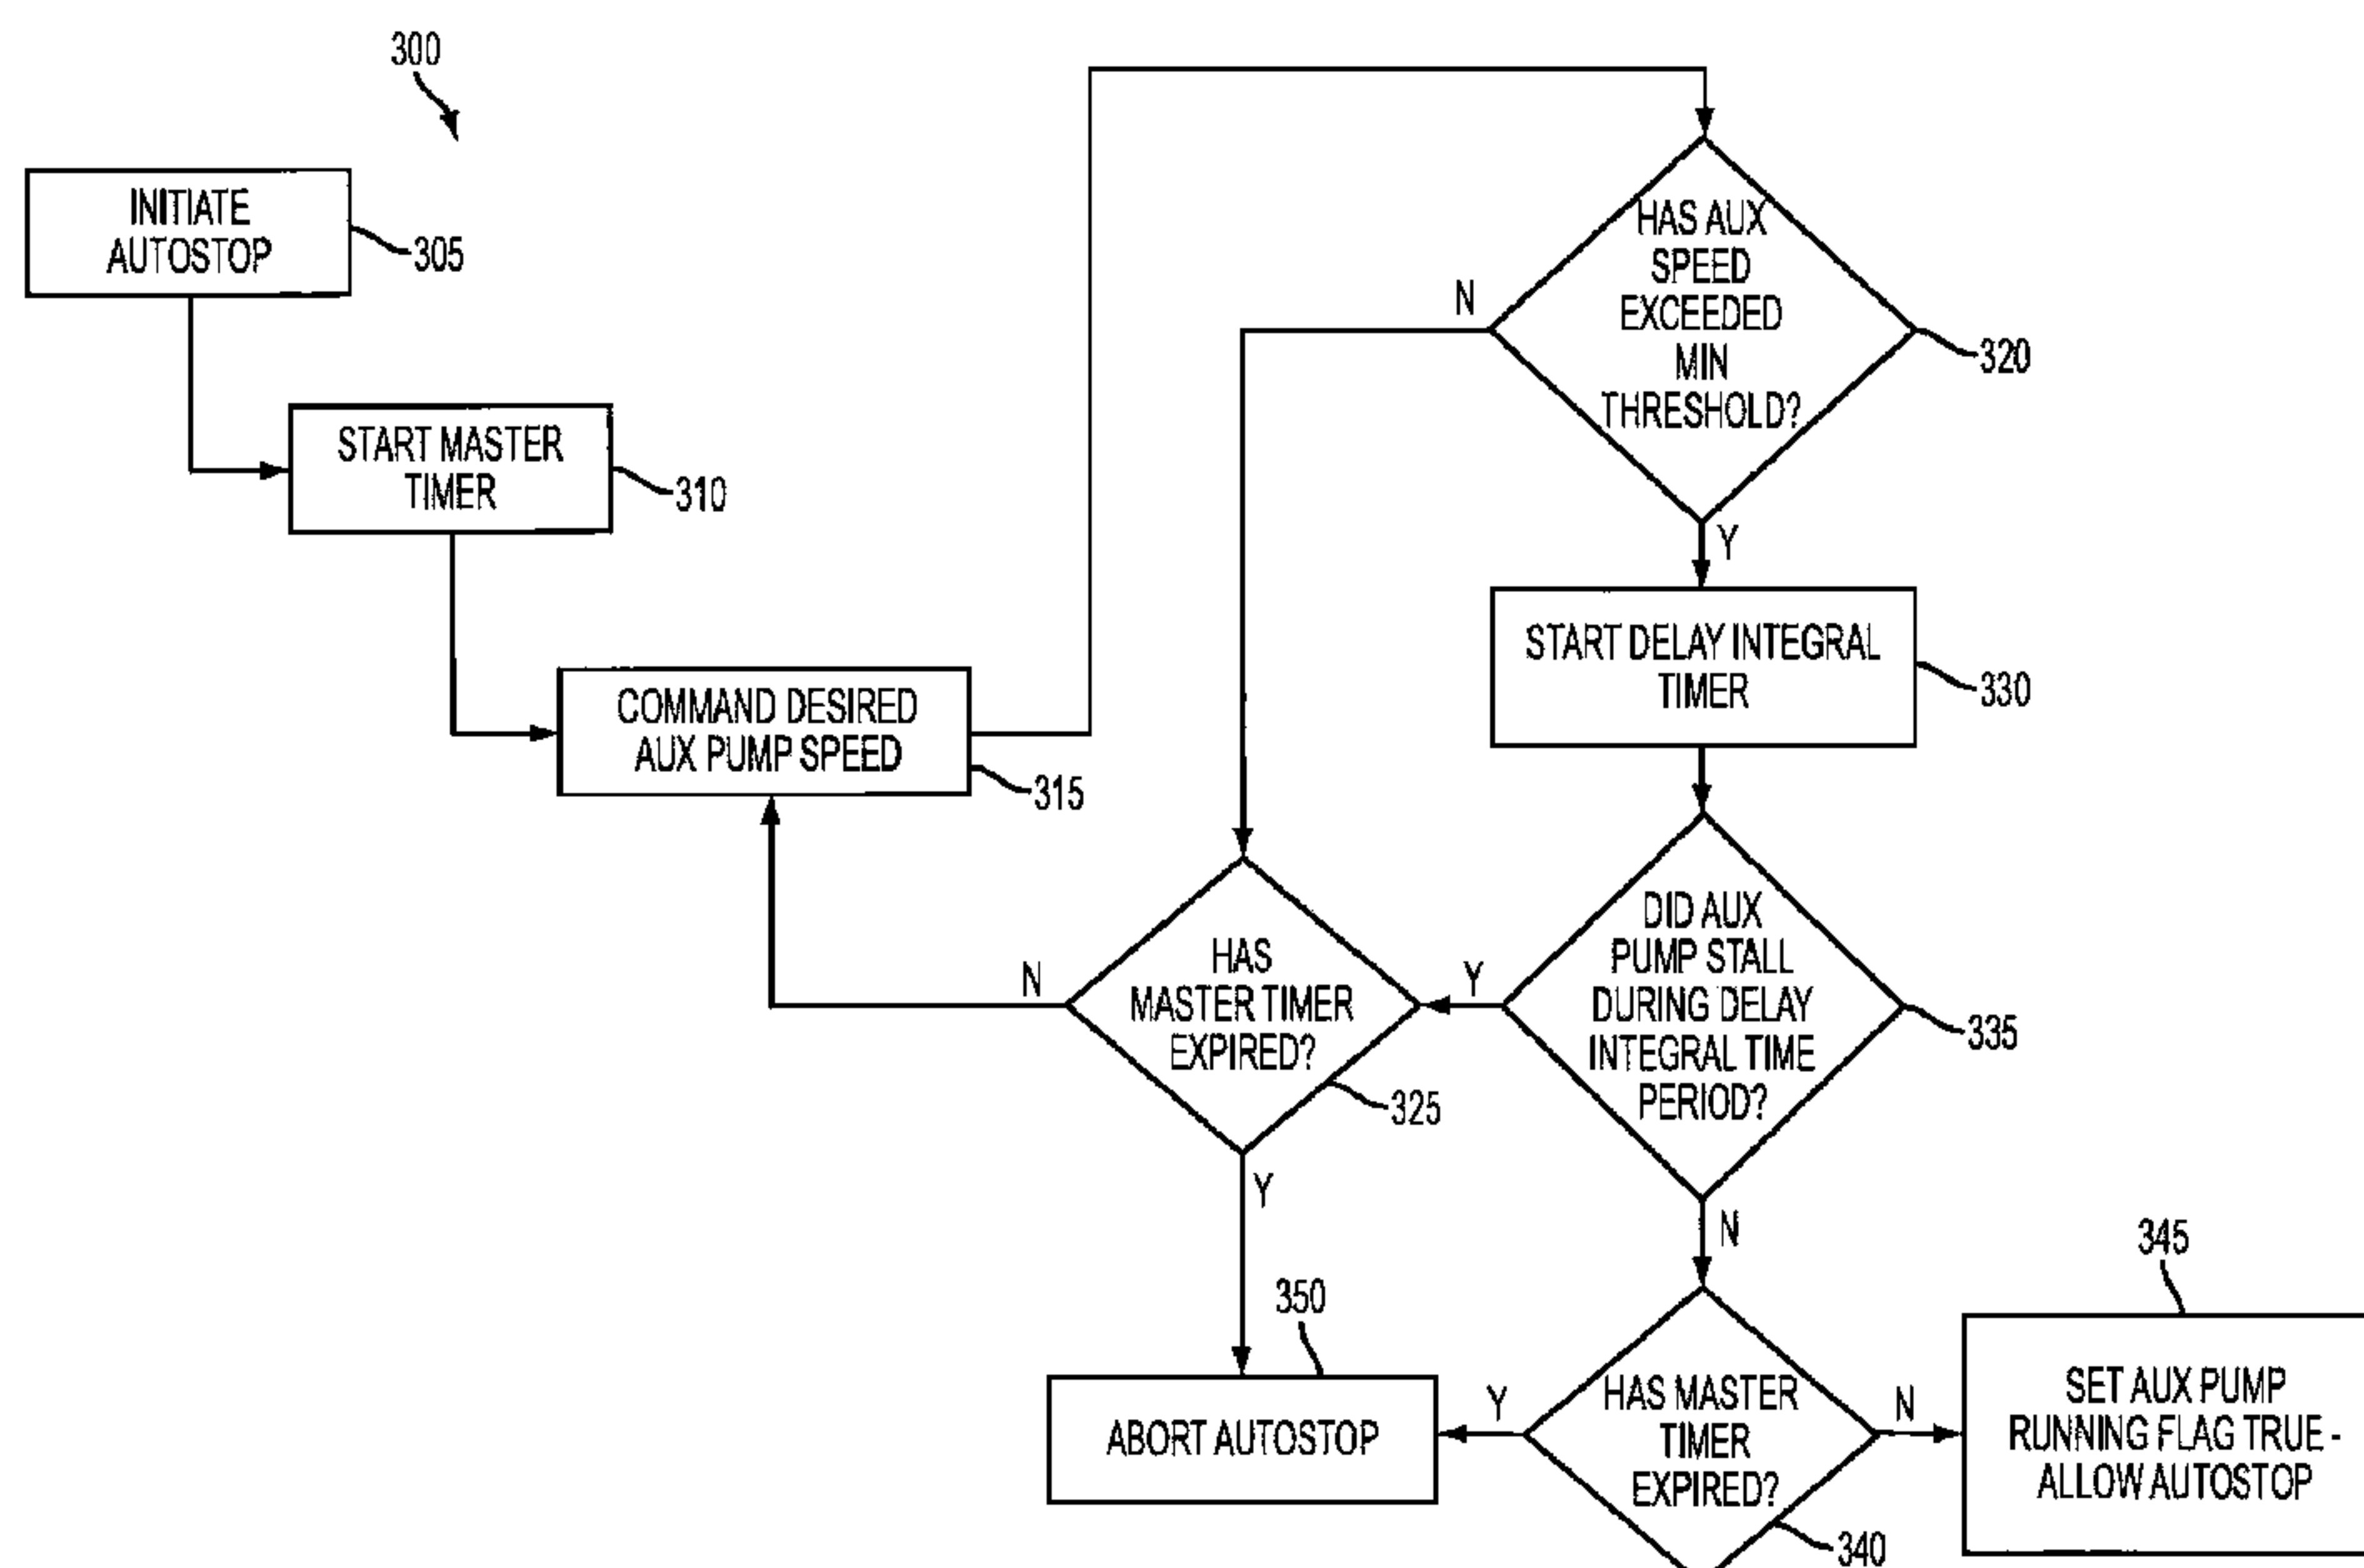 300
INITIATE
AUTOSTOP
305
START MASTER
TIMER
310
COMMAND DESIRED
AUX PUMP SPEED
315
HAS AUX
SPEED
EXCEEDED
MIN
THRESHOLD?
320
N
Y
START DELAY INTEGRAL
TIMER
330
DID AUX
PUMP STALL
DURING DELAY
INTEGRAL TIME
PERIOD?
335
Y
N
HAS
MASTER TIMER
EXPIRED?
325
N
Y
HAS MASTER
TIMER
EXPIRED?
340
Y
N
345
SET AUX PUMP
RUNNING FLAG TRUE -
ALLOW AUTOSTOP
350
ABORT AUTOSTOP